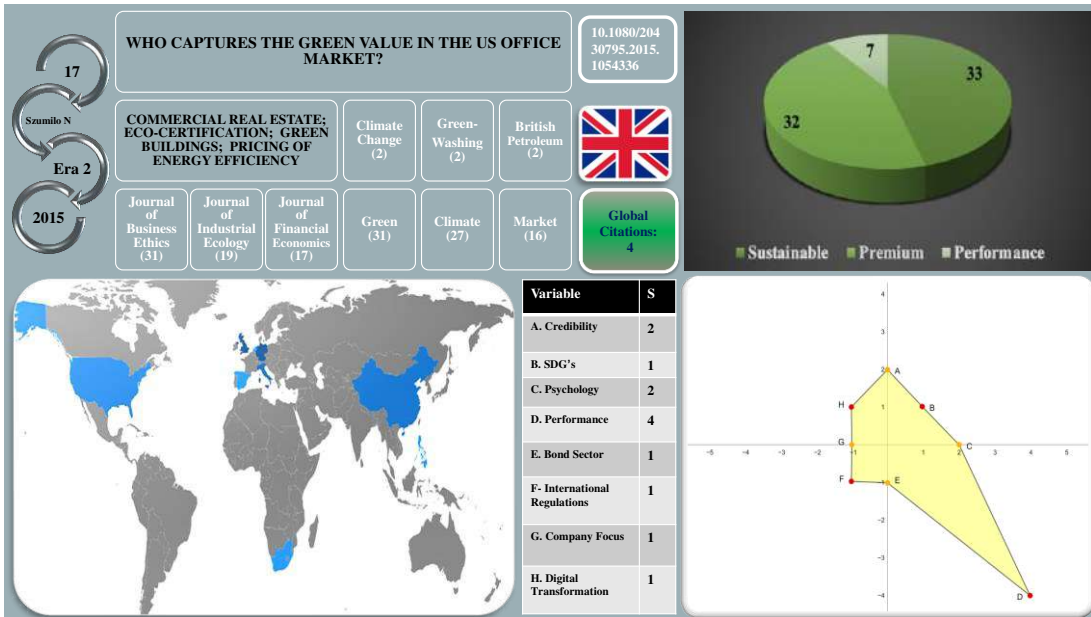 17
Szumilo N
Era 2
2015
WHO CAPTURES THE GREEN VALUE IN THE US OFFICE
MARKET?
10.1080/204
30795.2015.
1054336
COMMERCIAL REAL ESTATE;
ECO-CERTIFICATION; GREEN
BUILDINGS; PRICING OF
ENERGY EFFICIENCY
Climate
Change
(2)
Green-
Washing
(2)
British
Petroleum
(2)
Journal
of
Business
Ethics
(31)
Journal
of
Industrial
Ecology
(19)
Journal
of
Financial
Economics
(17)
Green
(31)
Climate
(27)
Market
(16)
Global
Citations:
4
7
33
32
Sustainable Premium Performance
Variable S
A. Credibility 2
B. SDG's 1
C. Psychology 2
D. Performance 4
E. Bond Sector 1
F- International
Regulations 1
G. Company Focus 1
H. Digital
Transformation 1
4
3
2 A
H 1 B
G C
-5 -4 -3 -2 -1 1 2 3 4 5
F -1 E
-2
-3
-4 D